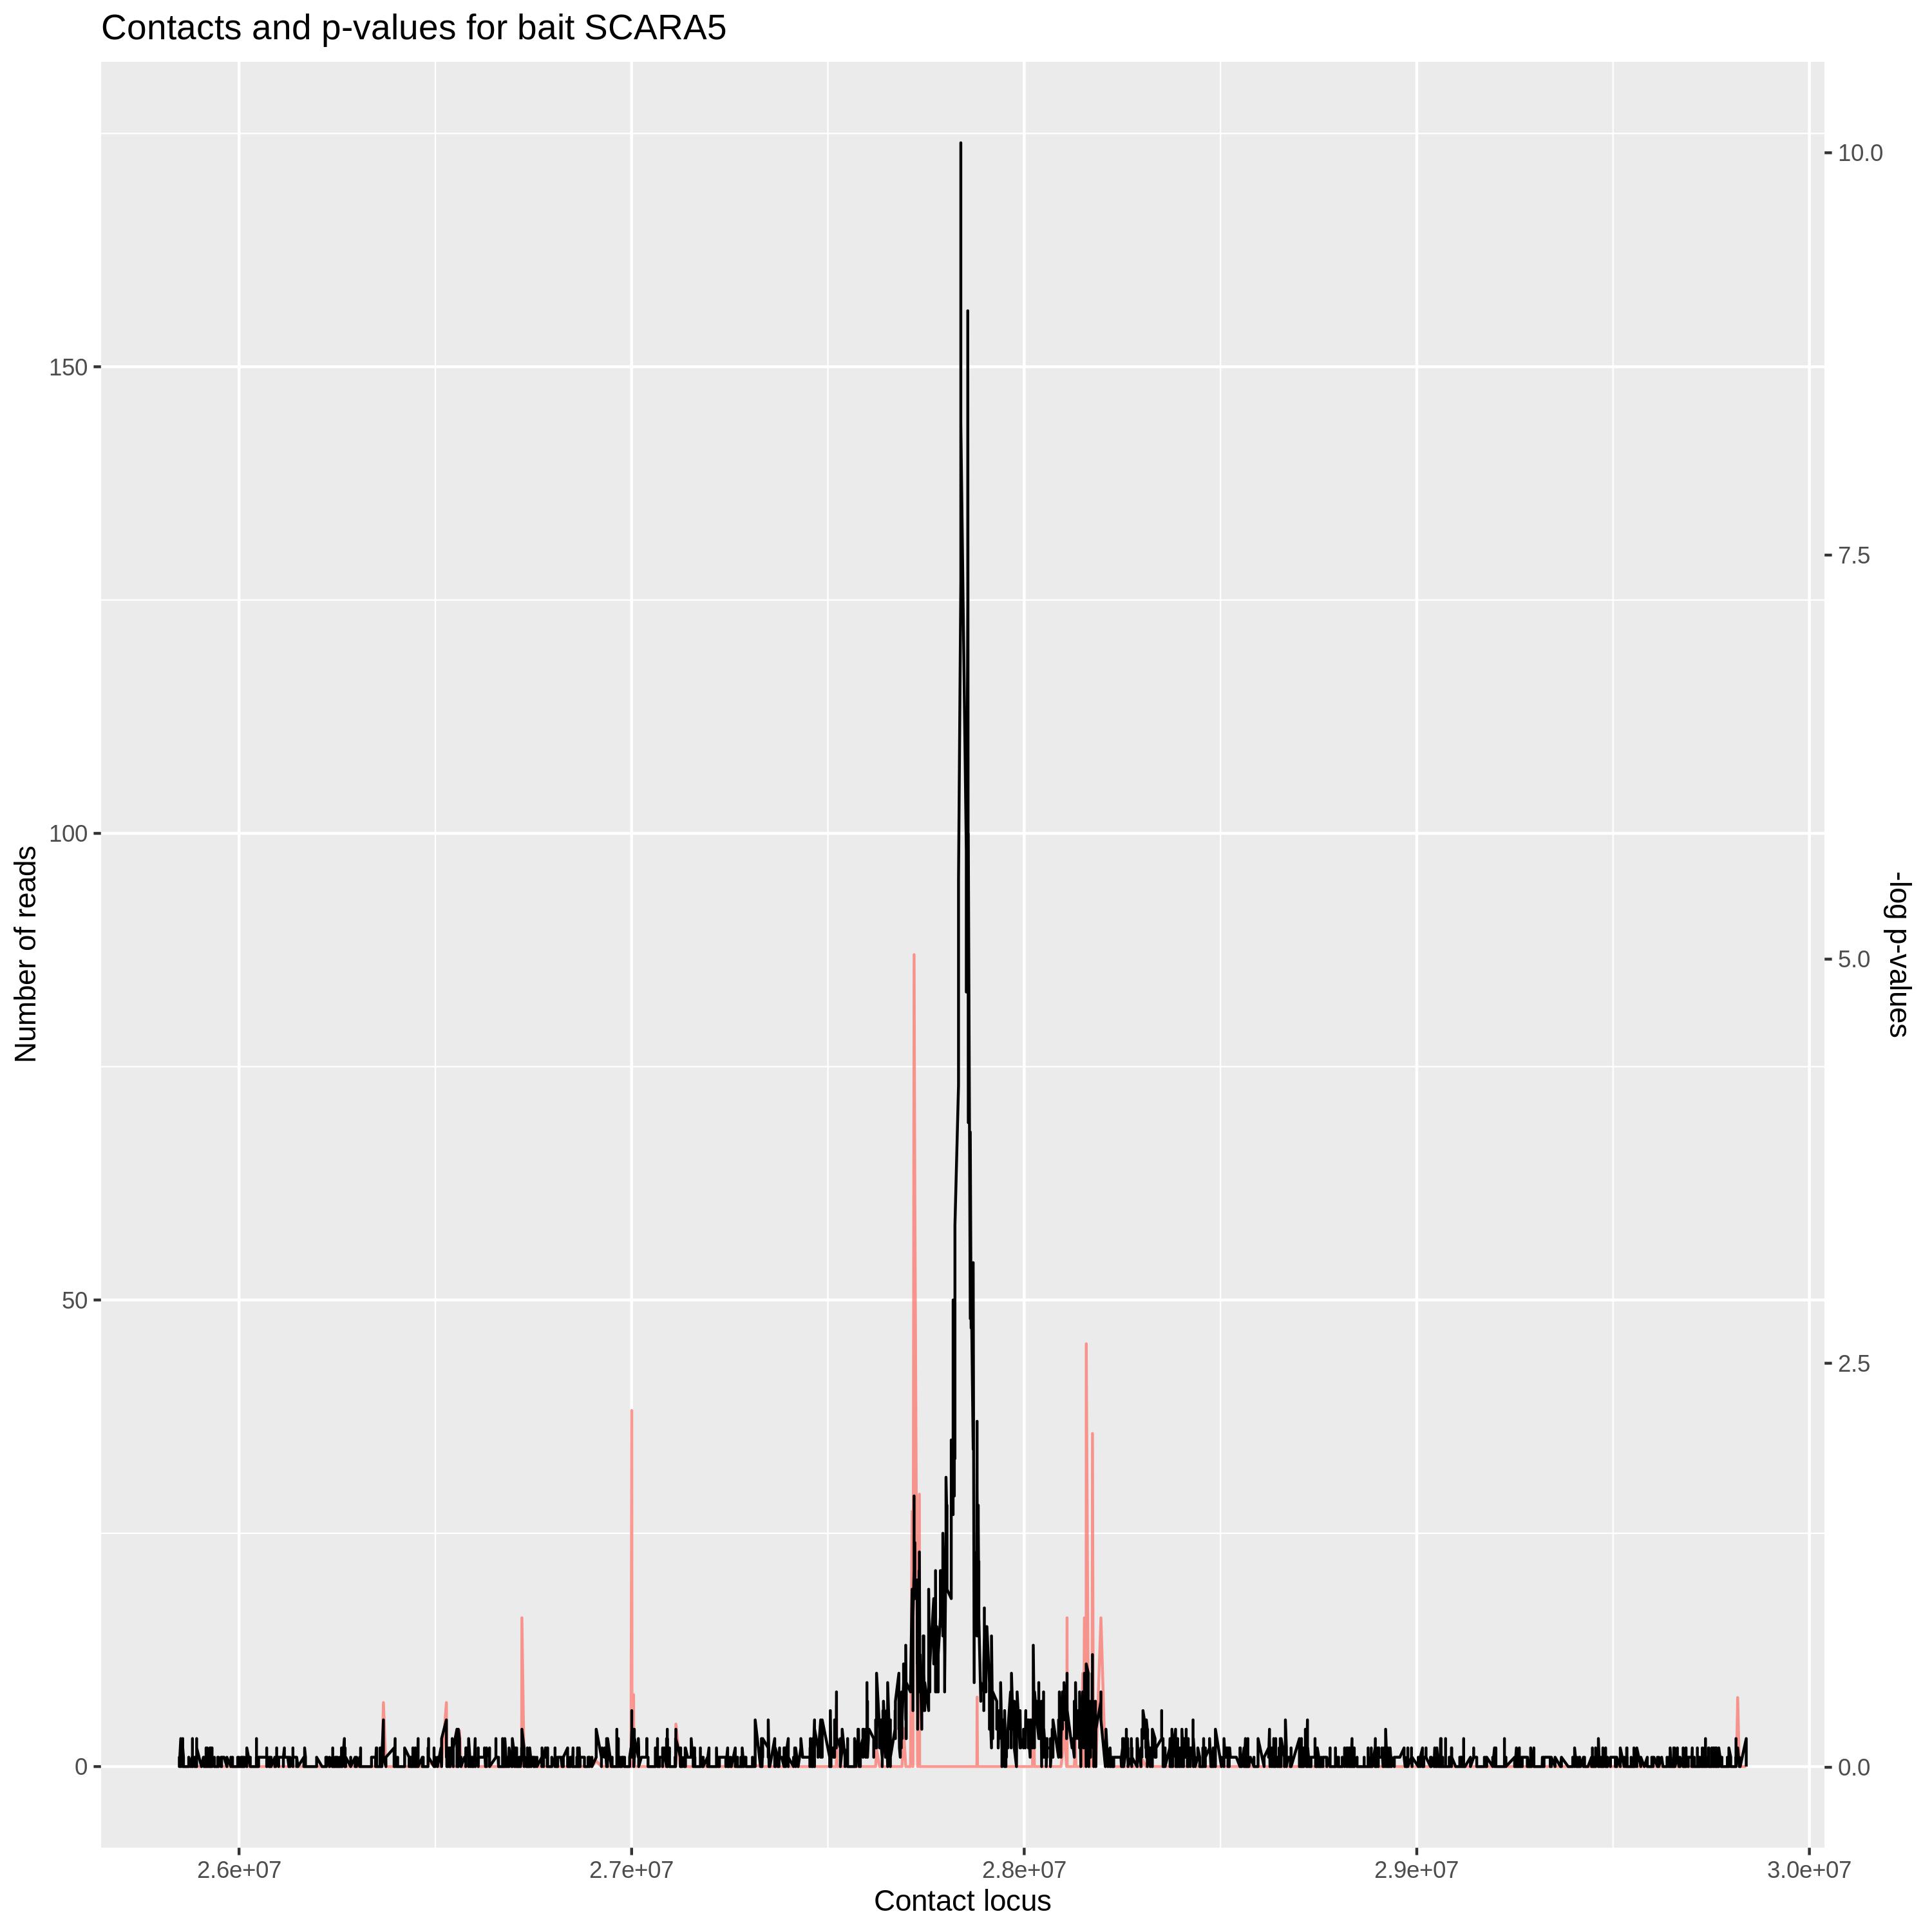 Contacts and p-values for bait SCARA5
150
100
50
0
Number of reads
10.0
7.5
5.0
2.5
0.0
-log p-values
2.6e+07 2.7e+07 2.8e+07 2.9e+07 3.0e+07
Contact locus